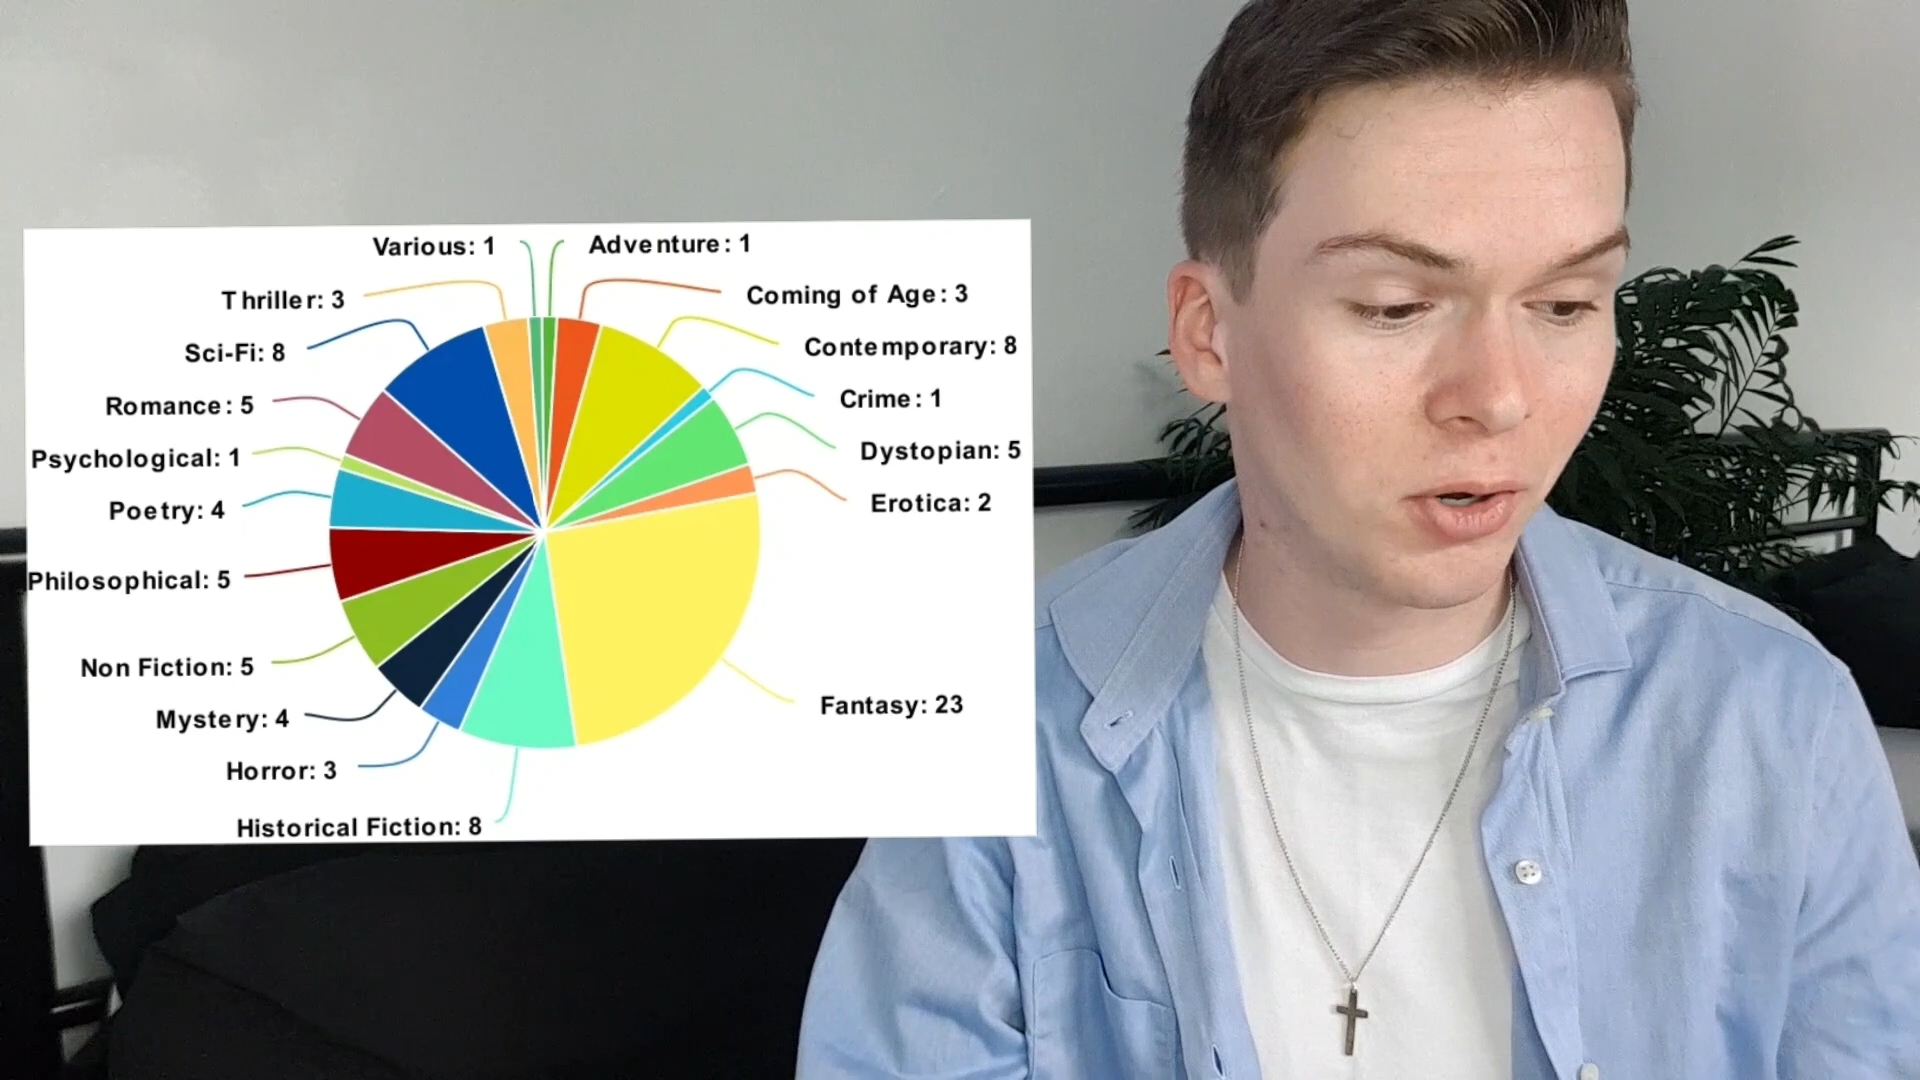 Various: 1
Adventure: 1
Thriller: 3
Coming of Age: 3
Sci-Fi: 8
Contemporary: 8
Romance: 5
Crime: 1
Psychological: 1
Dystopian: 5
Poetry: 4
Erotica: 2
Philosophical: 5
Non Fiction: 5
Fantasy: 23
Mystery: 4
Horror: 3
Historical Fiction: 8